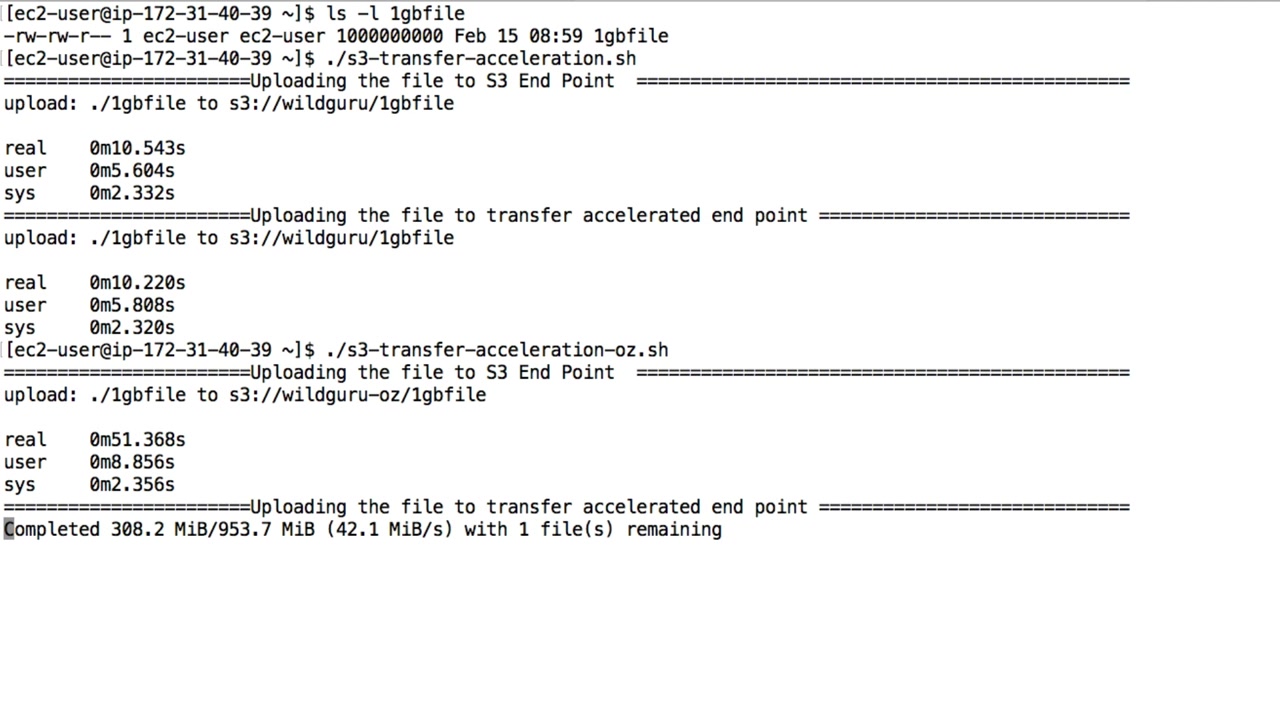 [ec2-user@ip-172-31-40-39 ~]$ ls -l 1gbfile
-rw-rw-r-- 1 ec2-user ec2-user 1000000000 Feb 15 08:59 1gbfile
[ec2-user@ip-172-31-40-39 ~]$ ./s3-transfer-acceleration.sh
=======================Uploading the file to S3 End Point  ==============================================
upload: ./1gbfile to s3://wildguru/1gbfile
real    0m10.543s
user    0m5.604s
sys     0m2.332s
=======================Uploading the file to transfer accelerated end point =============================
upload: ./1gbfile to s3://wildguru/1gbfile
real    0m10.220s
user    0m5.808s
sys     0m2.320s
[ec2-user@ip-172-31-40-39 ~]$ ./s3-transfer-acceleration-oz.sh
=======================Uploading the file to S3 End Point  ==============================================
upload: ./1gbfile to s3://wildguru-oz/1gbfile
real    0m51.368s
user    0m8.856s
sys     0m2.356s
=======================Uploading the file to transfer accelerated end point =============================
Completed 308.2 MiB/953.7 MiB (42.1 MiB/s) with 1 file(s) remaining